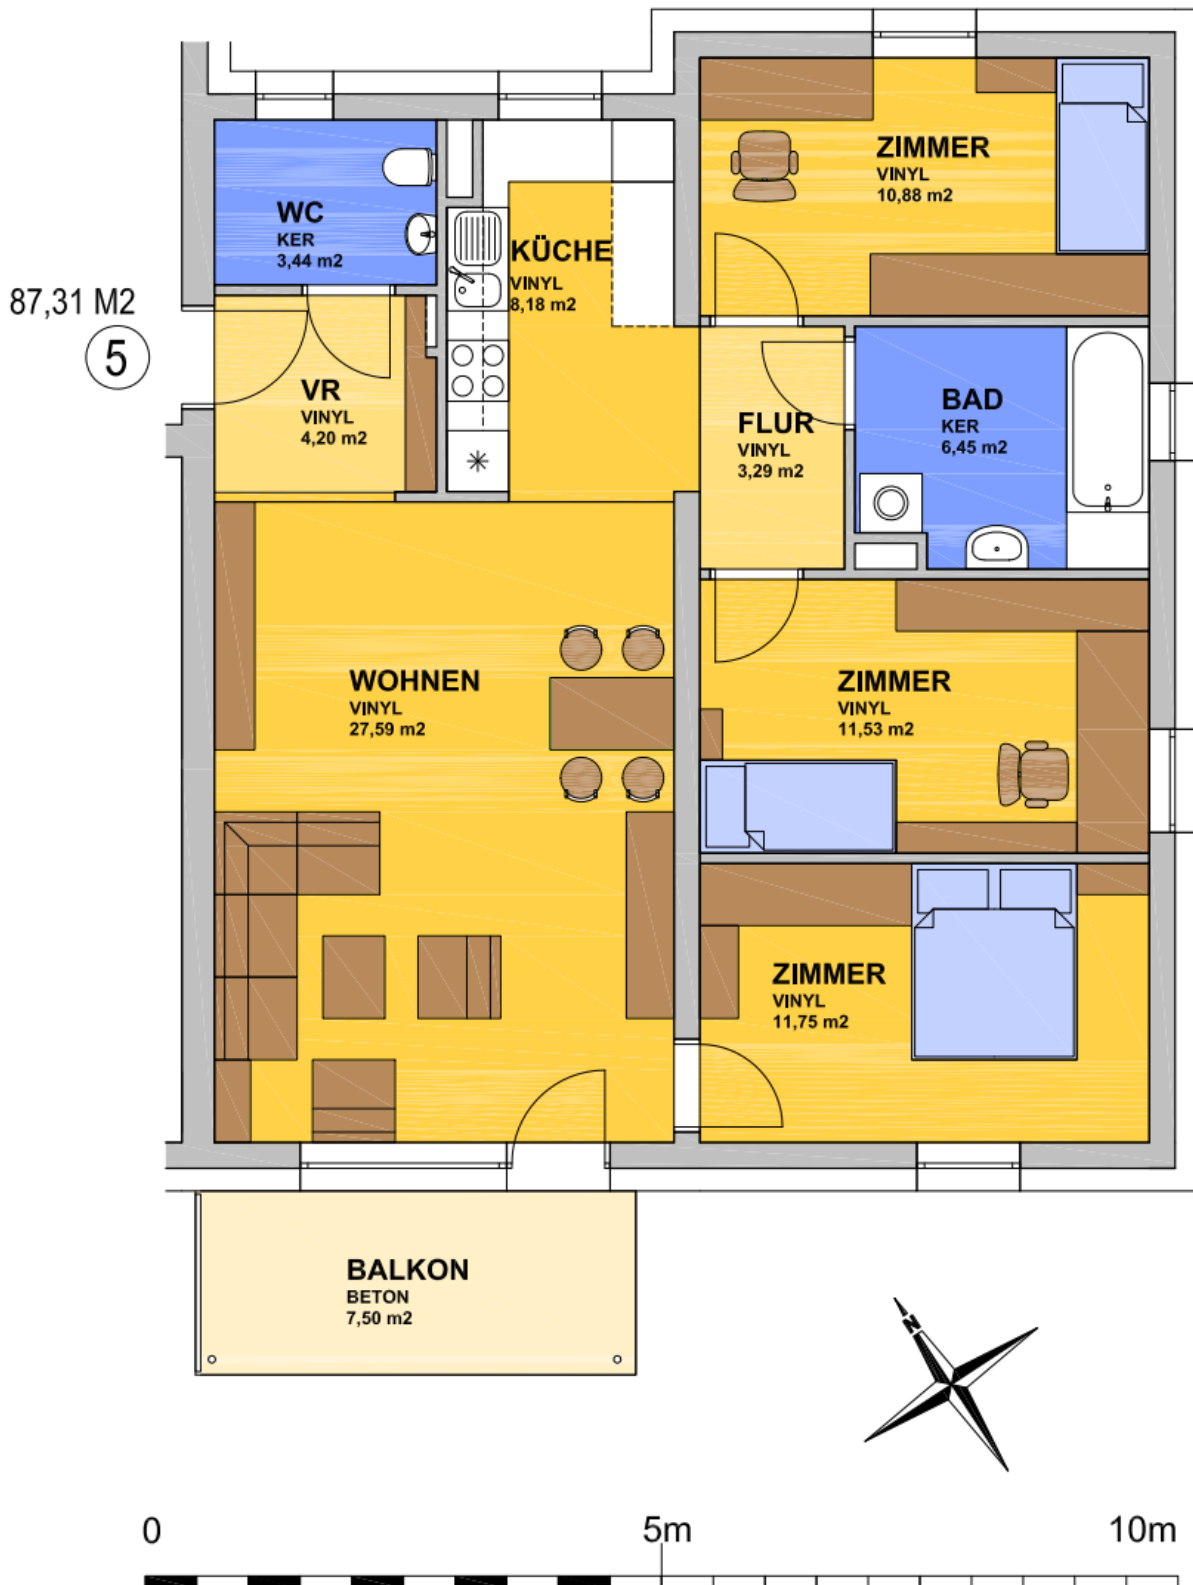 ZIMMER
VINYL
10,88 m2
WC
KER
3,44 m2
KÜCHE
VINYL
8,18 m2
87,31 M2
5
VR
VINYL
4,20 m2
FLUR
VINYL
3,29 m2
BAD
KER
6,45 m2
WOHNEN
VINYL
27,59 m2
ZIMMER
VINYL
11,53 m2
ZIMMER
VINYL
11,75 m2
BALKON
BETON
7,50 m2
N
0 5m 10m